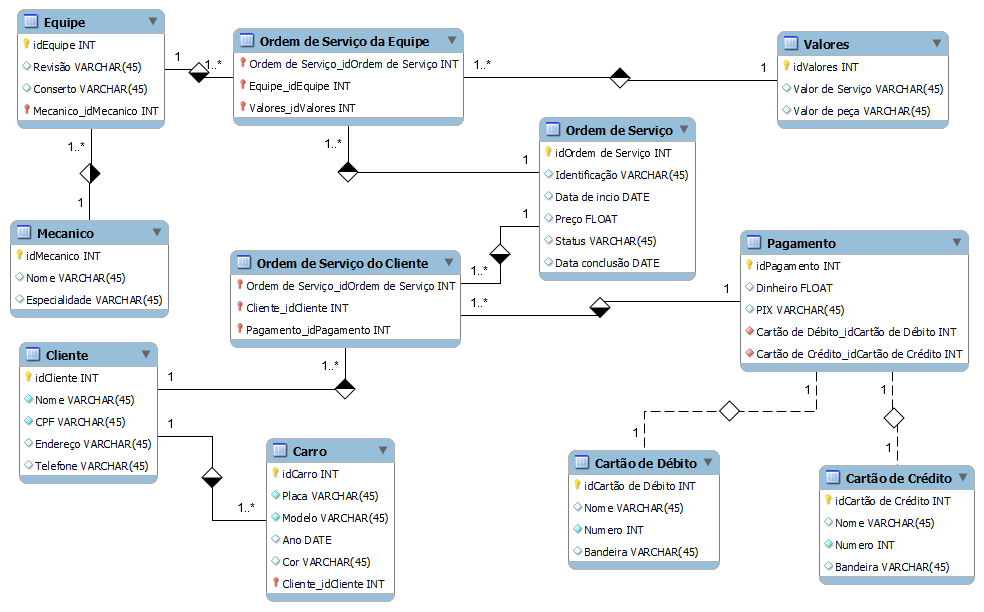 Equipe
idEquipe INT
Revisão VARCHAR(45)
Conserto VARCHAR(45)
Mecanico_idMecanico INT
1
1..*
Ordem de Serviço da Equipe
Ordem de Serviço_idOrdem de Serviço INT
Equipe_idEquipe INT
Valores_idValores INT
1..*
1
Valores
idValores INT
Valor de Serviço VARCHAR(45)
Valor de peça VARCHAR(45)
1..*
1
Ordem de Serviço
idOrdem de Serviço INT
Identificação VARCHAR(45)
Data de incio DATE
Preço FLOAT
Status VARCHAR(45)
Data conclusão DATE
1..*
1
Mecanico
idMecanico INT
Nome VARCHAR(45)
Especialidade VARCHAR(45)
1
1..*
Ordem de Serviço do Cliente
Ordem de Serviço_idOrdem de Serviço INT
Cliente_idCliente INT
Pagamento_idPagamento INT
1..*
1
Pagamento
idPagamento INT
Dinheiro FLOAT
PIX VARCHAR(45)
Cartão de Débito_idCartão de Débito INT
Cartão de Crédito_idCartão de Crédito INT
Cliente
idCliente INT
Nome VARCHAR(45)
CPF VARCHAR(45)
Endereço VARCHAR(45)
Telefone VARCHAR(45)
1
1..*
1
1..*
Carro
idCarro INT
Placa VARCHAR(45)
Modelo VARCHAR(45)
Ano DATE
Cor VARCHAR(45)
Cliente_idCliente INT
1
1
Cartão de Débito
idCartão de Débito INT
Nome VARCHAR(45)
Numero INT
Bandeira VARCHAR(45)
1
1
Cartão de Crédito
idCartão de Crédito INT
Nome VARCHAR(45)
Numero INT
Bandeira VARCHAR(45)